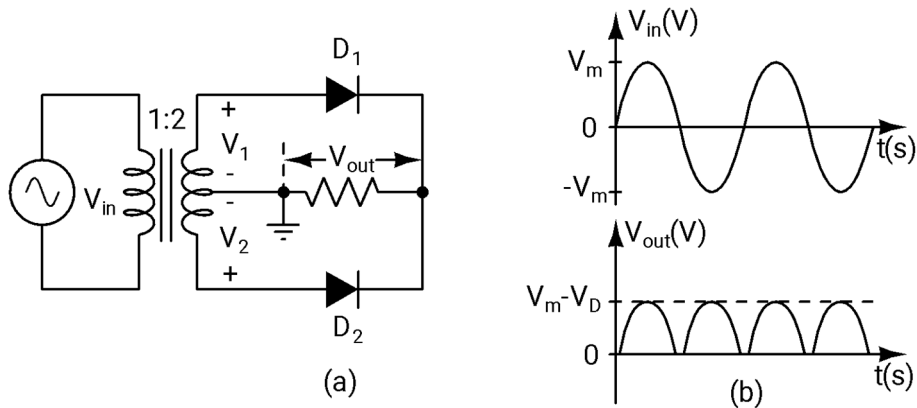 D1
1:2
+
V1
-
Vin
Vout
-
V2
+
D2
(a)
Vin(V)
Vm
0
-Vm
t(s)
Vout(V)
Vm-VD
0
t(s)
(b)